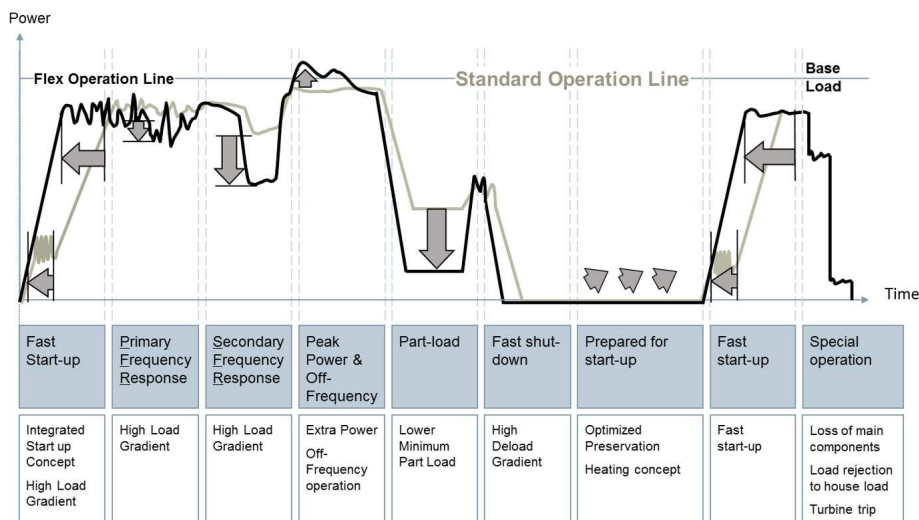 Power
Flex Operation Line
Standard Operation Line
Base
Load
Time
Fast
Start-up
Primary
Frequency
Response
Secondary
Frequency
Response
Peak
Power &
Off-
Frequency
Part-load
Fast shut-
down
Prepared for
start-up
Fast
start-up
Special
operation
Integrated
Start up
Concept
High Load
Gradient
High Load
Gradient
High Load
Gradient
Extra Power
Off-
Frequency
operation
Lower
Minimum
Part Load
High
Deload
Gradient
Optimized
Preservation
Heating concept
Fast
start-up
Loss of main
components
Load rejection
to house load
Turbine trip